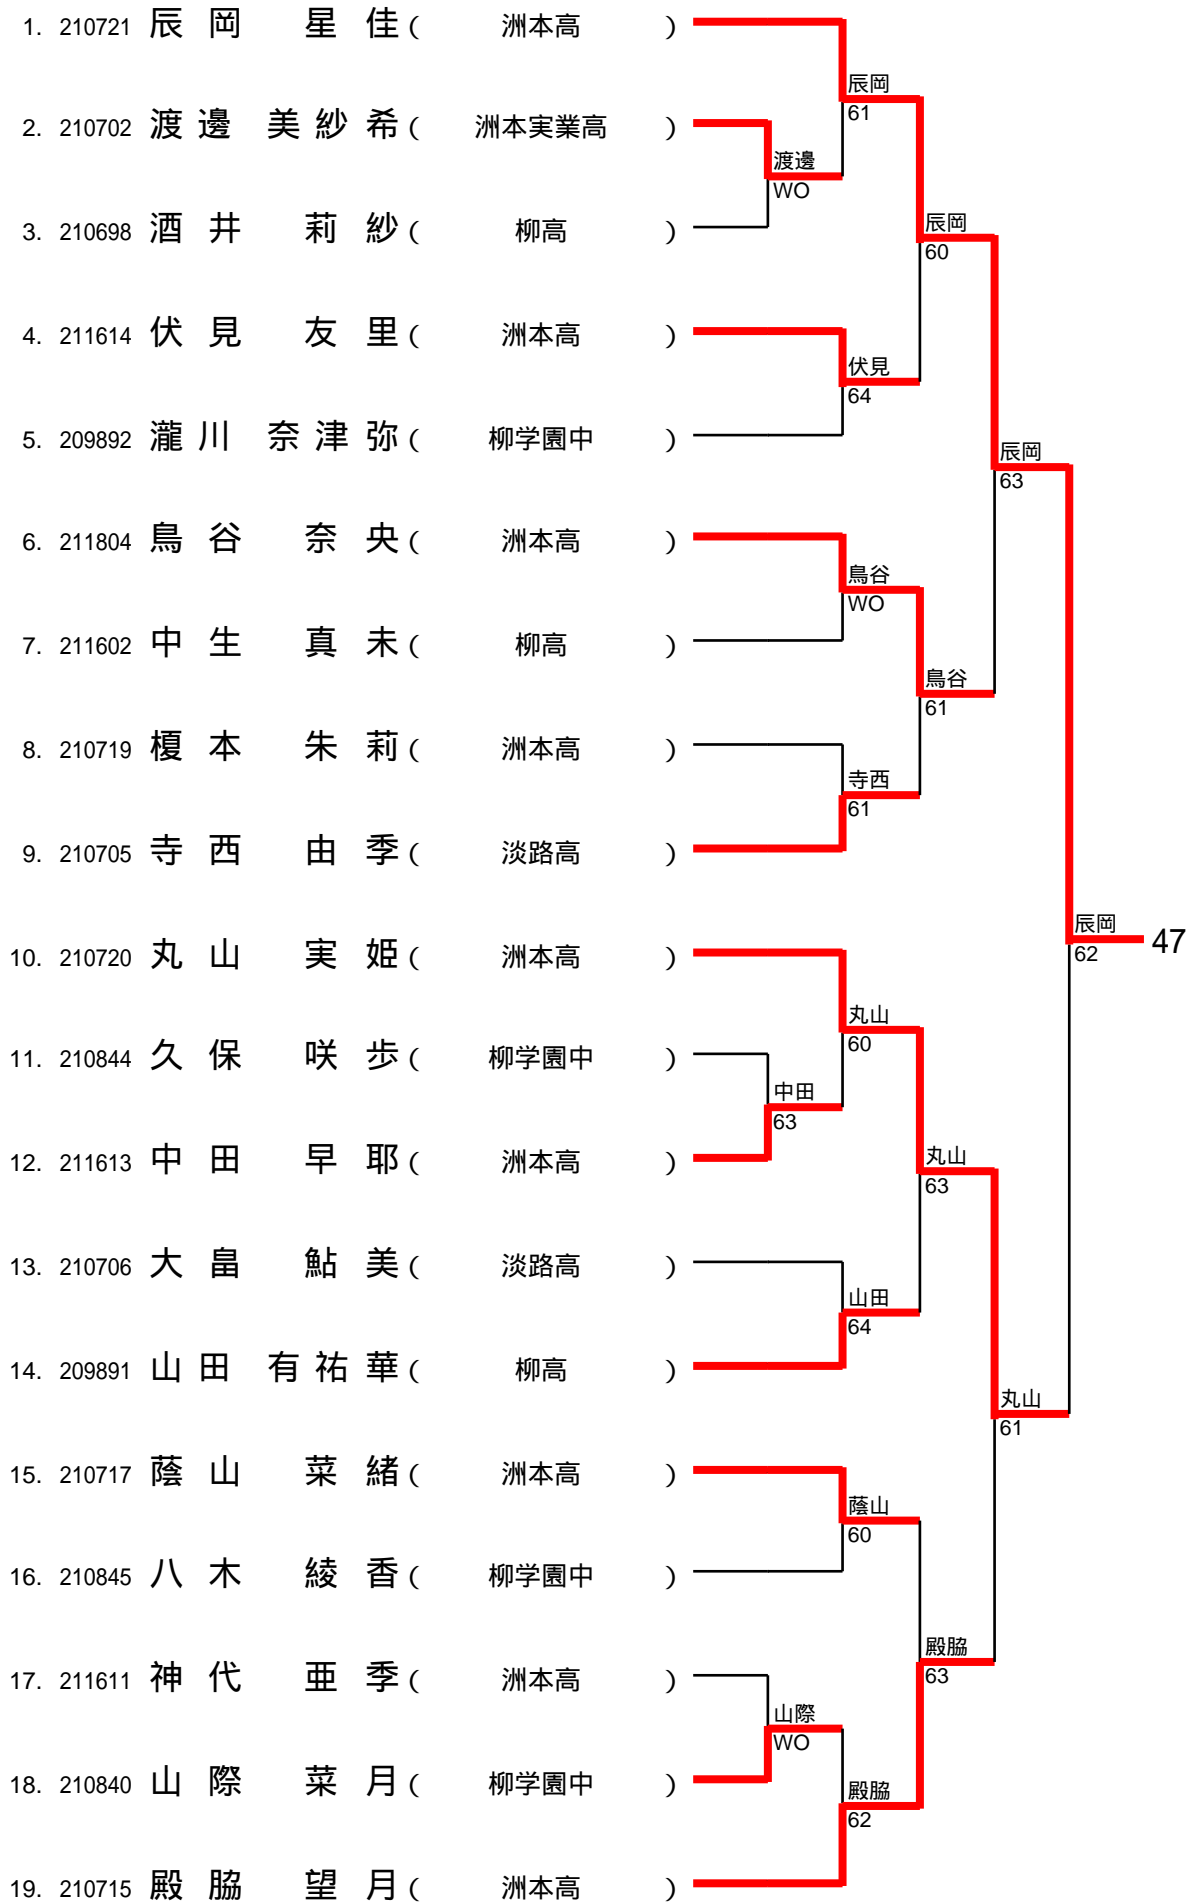 1. 210721 辰岡 星佳 ( 洲本高 )
辰岡
61
2. 210702 渡邊 美紗希 ( 洲本実業高 )
渡邊
WO
3. 210698 酒井 莉紗 ( 柳高 )
辰岡
60
4. 211614 伏見 友里 ( 洲本高 )
伏見
64
5. 209892 瀧川 奈津弥 ( 柳学園中 )
辰岡
63
6. 211804 鳥谷 奈央 ( 洲本高 )
鳥谷
WO
7. 211602 中生 真未 ( 柳高 )
鳥谷
61
8. 210719 榎本 朱莉 ( 洲本高 )
寺西
61
9. 210705 寺西 由季 ( 淡路高 )
辰岡
62
47
10. 210720 丸山 実姫 ( 洲本高 )
丸山
60
11. 210844 久保 咲歩 ( 柳学園中 )
中田
63
12. 211613 中田 早耶 ( 洲本高 )
丸山
63
13. 210706 大畠 鮎美 ( 淡路高 )
山田
64
14. 209891 山田 有祐華 ( 柳高 )
丸山
61
15. 210717 蔭山 菜緒 ( 洲本高 )
蔭山
60
16. 210845 八木 綾香 ( 柳学園中 )
殿脇
63
17. 211611 神代 亜季 ( 洲本高 )
山際
WO
18. 210840 山際 菜月 ( 柳学園中 )
殿脇
62
19. 210715 殿脇 望月 ( 洲本高 )